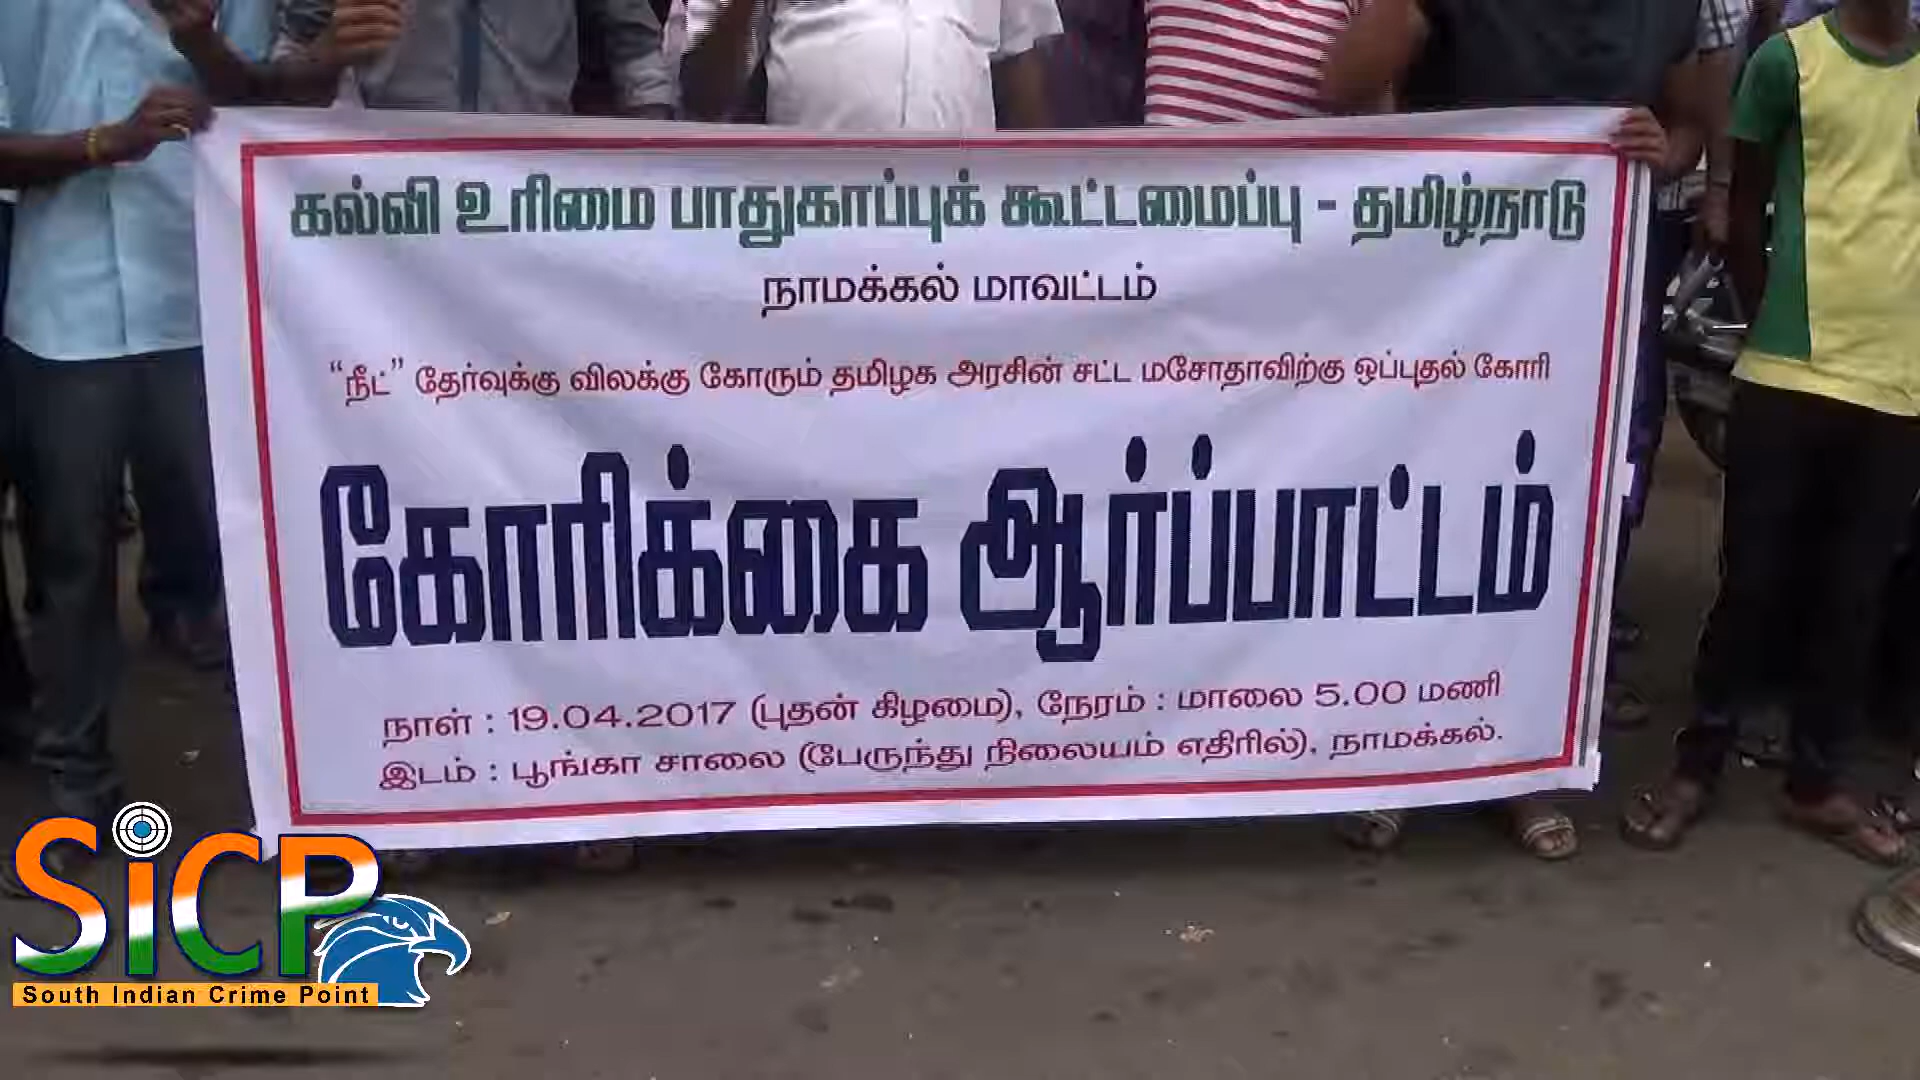 கல்வி உரிமை பாதுகாப்புக் கூட்டமைப்பு - தமிழ்நாடு
நாமக்கல் மாவட்டம்
“நீட்” தேர்வுக்கு விலக்கு கோரும் தமிழக அரசின் சட்ட மசோதாவிற்கு ஒப்புதல் கோரி
கோரிக்கை ஆர்ப்பாட்டம்
நாள் : 19.04.2017 (புதன் கிழமை), நேரம் : மாலை 5.00 மணி
இடம் : பூங்கா சாலை (பேருந்து நிலையம் எதிரில்), நாமக்கல்.
SiCP
South Indian Crime Point